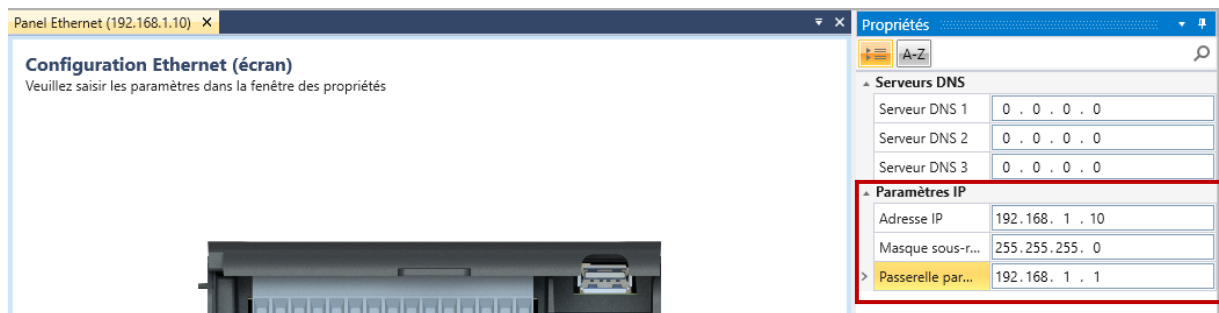 Panel Ethernet (192.168.1.10)
Configuration Ethernet (écran)
Veuillez saisir les paramètres dans la fenêtre des propriétés
Propriétés
A-Z
Serveurs DNS
Serveur DNS 1 0 . 0 . 0 . 0
Serveur DNS 2 0 . 0 . 0 . 0
Serveur DNS 3 0 . 0 . 0 . 0
Paramètres IP
Adresse IP 192.168. 1 . 10
Masque sous-r... 255.255.255. 0
Passerelle par... 192.168. 1 . 1